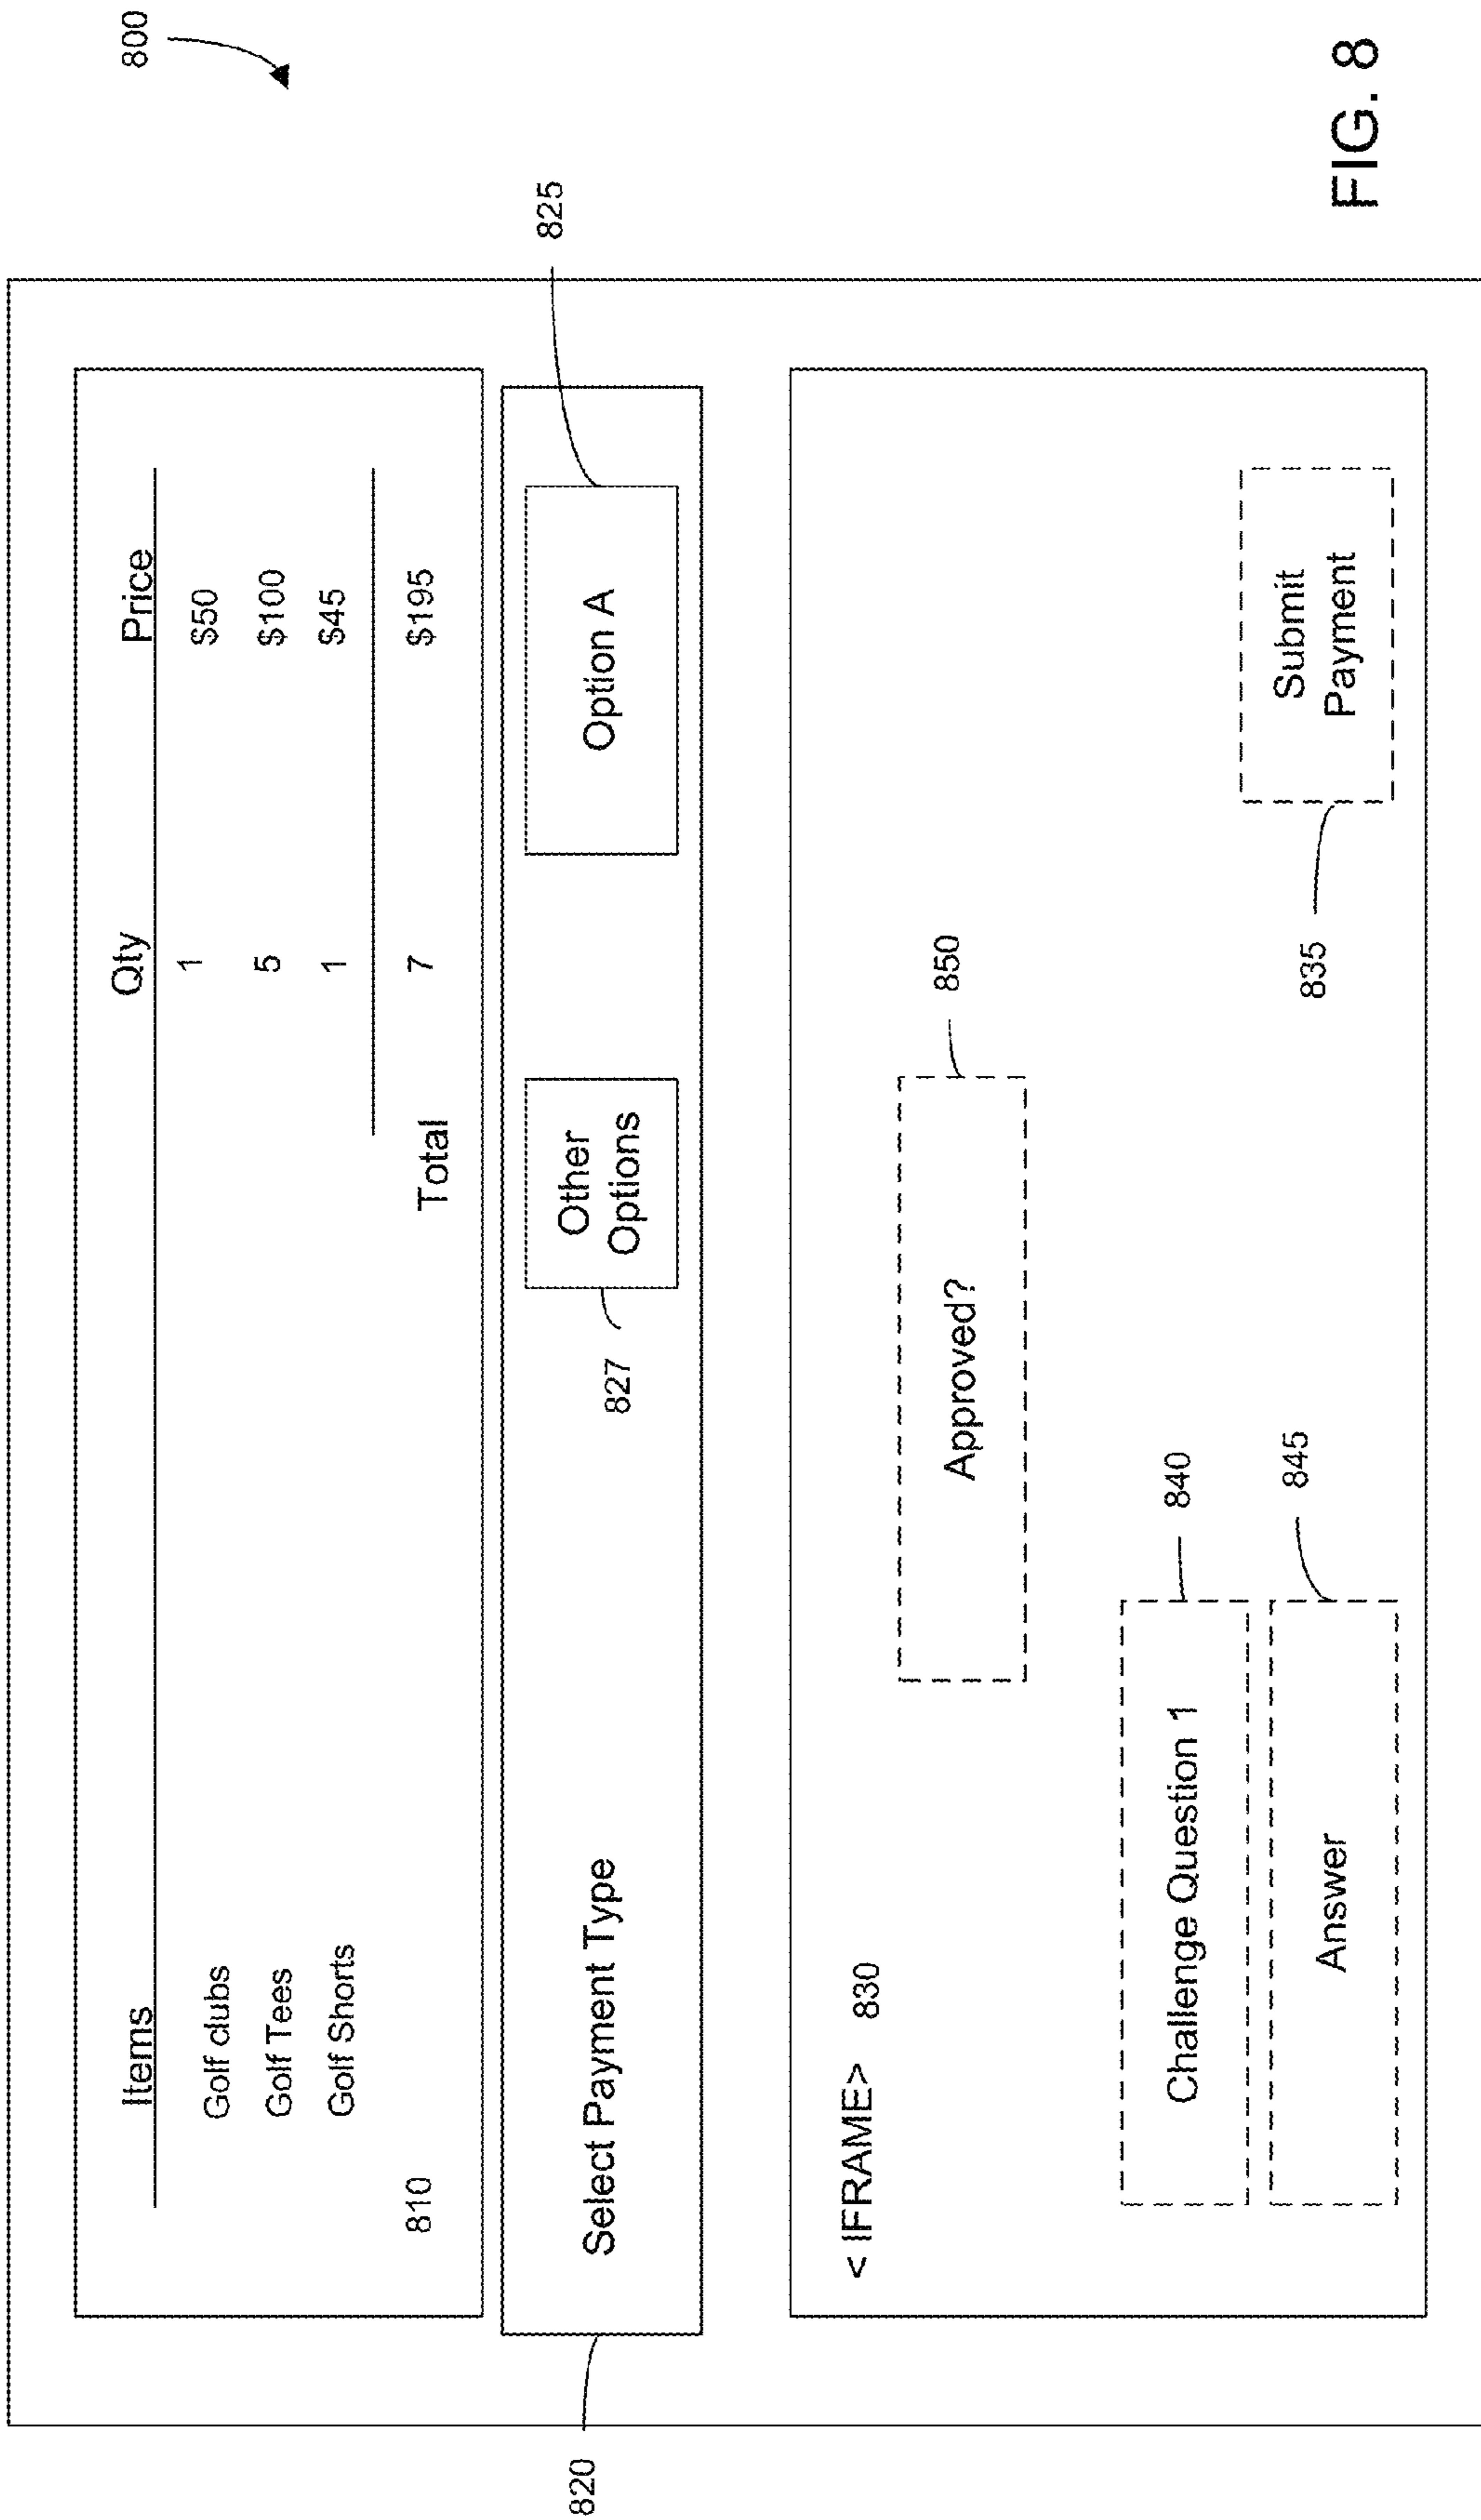 800
Items Qty Price
Golf clubs 1 $50
Golf Tees 5 $100
Golf Shorts 1 $45
810 Total 7 $195
820
Select Payment Type
827
Other
Options
Option A
825
< IFRAME> 830
Approved?
850
Challenge Question 1
840
Answer
845
835
Submit
Payment
FIG. 8